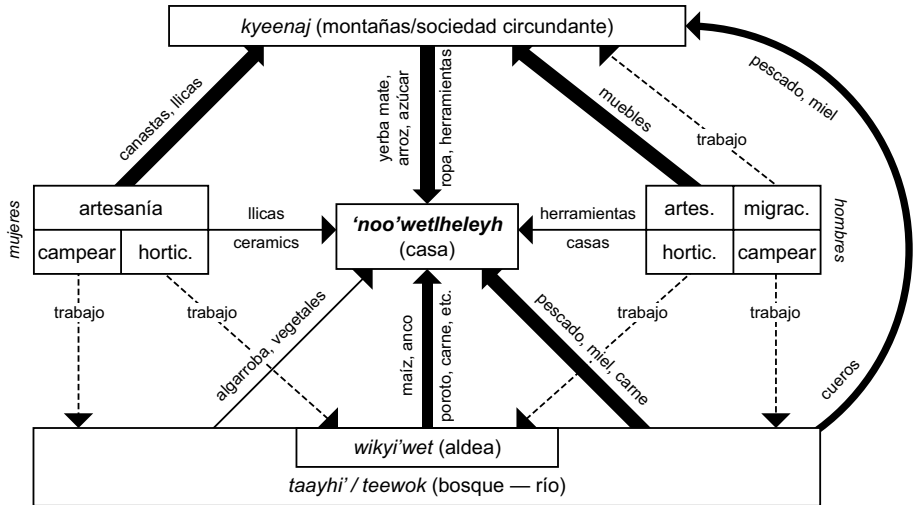 kyeenaj (montañas/sociedad circundante)
canastas, llicas
yerba mate,
arroz, azúcar
ropa, herramientas
muebles
trabajo
pescado, miel
mujeres
artesanía
campear
hortic.
llicas
ceramics
'noo'wetlheleyh
(casa)
herramientas
casas
artes.
migrac.
hortic.
campear
hombres
trabajo
trabajo
algarroba, vegetales
maíz, anco
poroto, carne, etc.
pescado, miel, carne
trabajo
trabajo
cueros
wikyi'wet (aldea)
taayhi' / teewok (bosque — río)